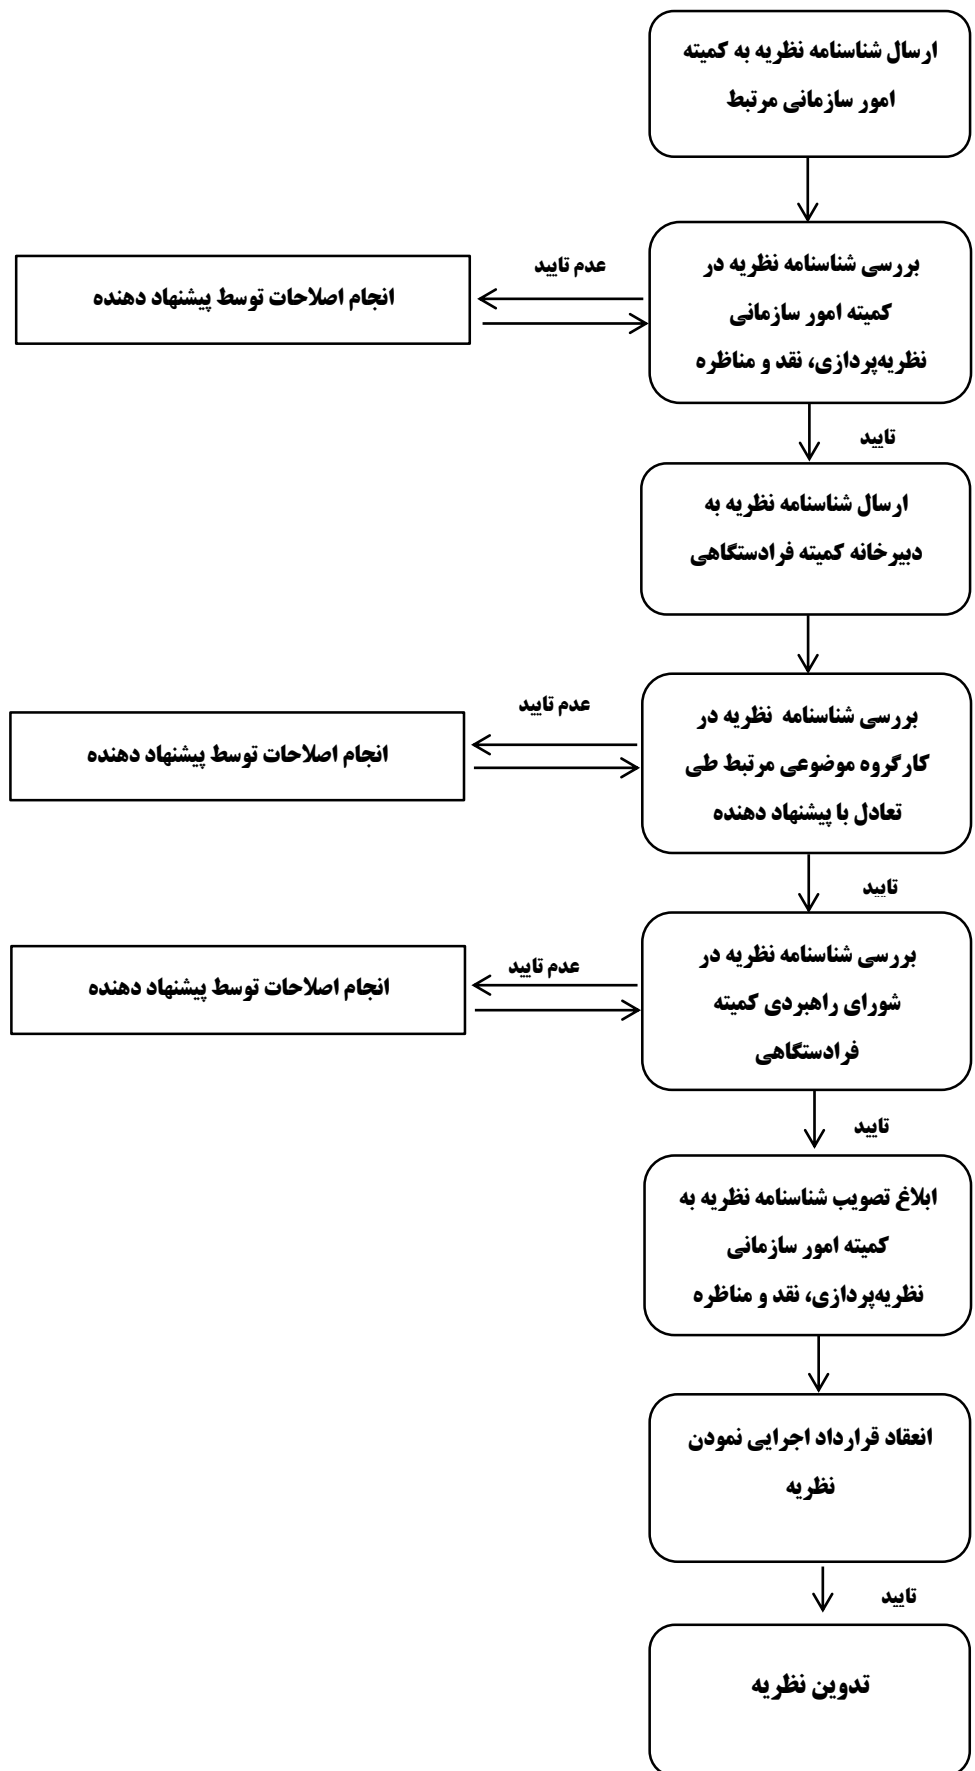 ارسال شناسنامه نظریه به کمیته
امور سازمانی مرتبط
بررسی شناسنامه نظریه در
کمیته امور سازمانی
نظریه‌پردازی، نقد و مناظره
عدم تایید
انجام اصلاحات توسط پیشنهاد دهنده
تایید
ارسال شناسنامه نظریه به
دبیرخانه کمیته فرادستگاهی
بررسی شناسنامه نظریه در
کارگروه موضوعی مرتبط طی
تعادل با پیشنهاد دهنده
عدم تایید
انجام اصلاحات توسط پیشنهاد دهنده
تایید
بررسی شناسنامه نظریه در
شورای راهبردی کمیته
فرادستگاهی
عدم تایید
انجام اصلاحات توسط پیشنهاد دهنده
تایید
ابلاغ تصویب شناسنامه نظریه به
کمیته امور سازمانی
نظریه‌پردازی، نقد و مناظره
انعقاد قرارداد اجرایی نمودن
نظریه
تایید
تدوین نظریه